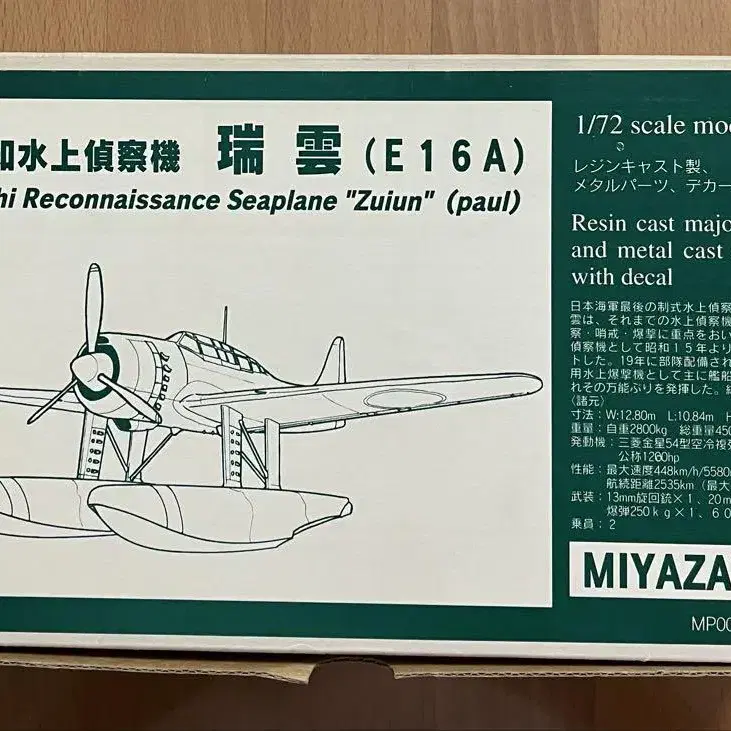 和水上偵察機 瑞雲 (E16A)
hi Reconnaissance Seaplane "Zuiun" (paul)
1/72 scale mo
レジンキャスト製、
メタルパーツ、デカー
Resin cast majo
and metal cast
with decal
日本海軍最後の制式水上偵察
雲は、それまでの水上偵察機
察・哨戒・爆撃に重点をおい
偵察機として昭和15年より
トした。19年に部隊配備され
用水上爆撃機として主に艦船
れその万能ぶりを発揮した。
〈諸元〉
寸法：W:12.80m L:10.84m H
重量：自重2800kg 総重量450
発動機：三菱金星54型空冷複列
公称1200hp
性能：最大速度448km/h/5580m
航続距離2535km（最大
武装：13mm旋回銃×1、20m
爆弾250kg×1、60
乗員：2
MIYAZA
MP00